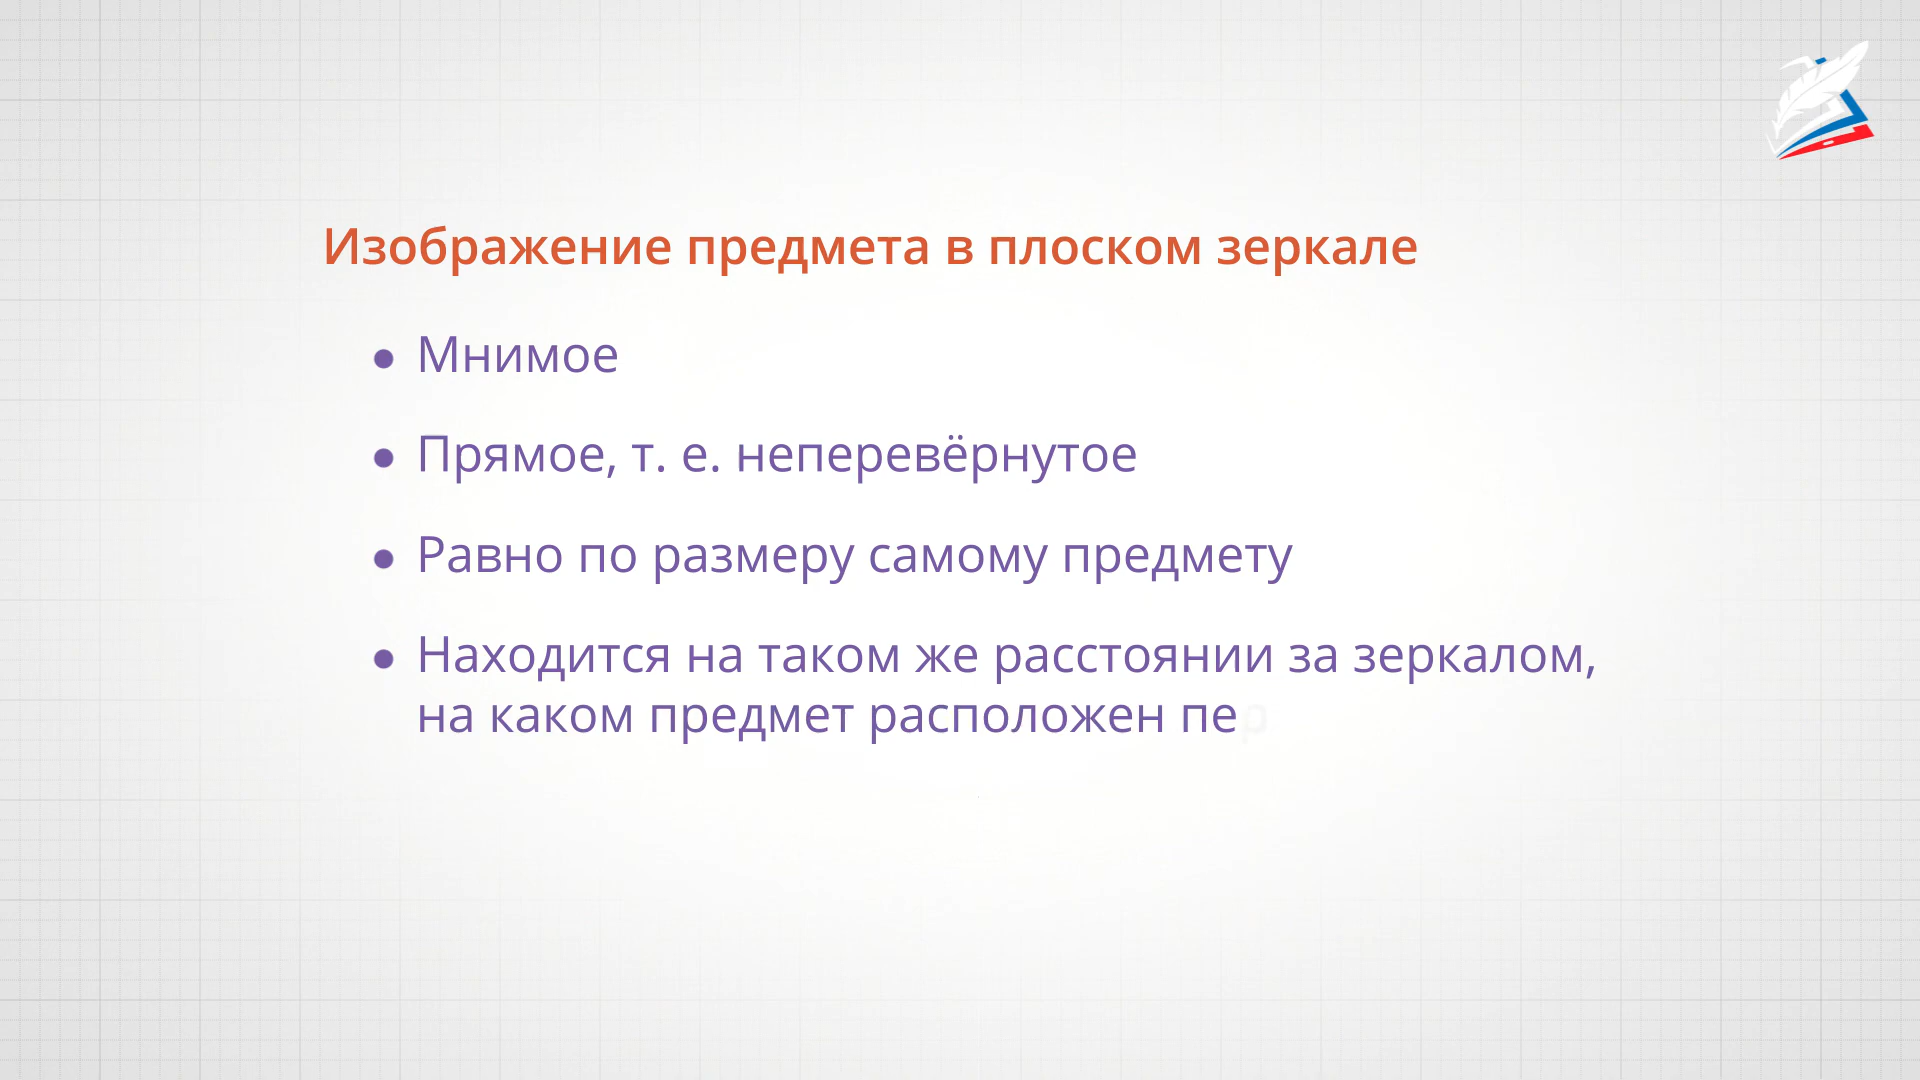 Изображение предмета в плоском зеркале
● Мнимое
● Прямое, т. е. неперевёрнутое
● Равно по размеру самому предмету
● Находится на таком же расстоянии за зеркалом,
на каком предмет расположен пер